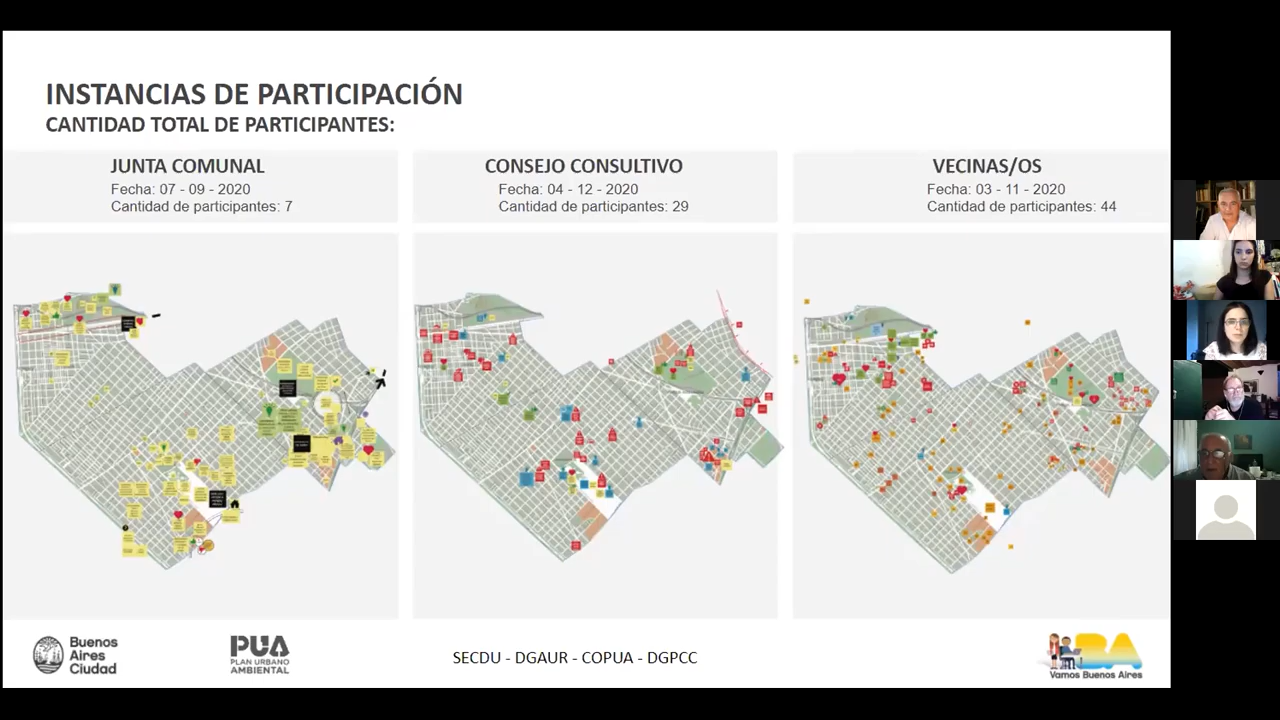 INSTANCIAS DE PARTICIPACIÓN
CANTIDAD TOTAL DE PARTICIPANTES:
JUNTA COMUNAL
Fecha: 07 - 09 - 2020
Cantidad de participantes: 7
CONSEJO CONSULTIVO
Fecha: 04 - 12 - 2020
Cantidad de participantes: 29
VECINAS/OS
Fecha: 03 - 11 - 2020
Cantidad de participantes: 44
Buenos
Aires
Ciudad
PUA
PLAN URBANO
AMBIENTAL
SECDU - DGAUR - COPUA - DGPCC
BA
Vamos Buenos Aires